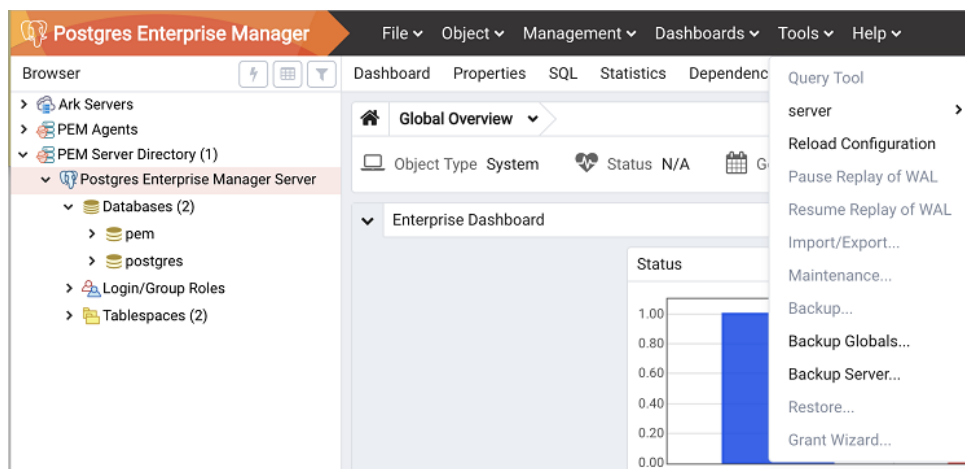 Postgres Enterprise Manager
File Object Management Dashboards Tools Help
Browser
Dashboard Properties SQL Statistics Dependenc
Ark Servers
PEM Agents
PEM Server Directory (1)
Postgres Enterprise Manager Server
Databases (2)
pem
postgres
Login/Group Roles
Tablespaces (2)
Global Overview
Object Type System Status N/A G
Enterprise Dashboard
Status
1.00
0.80
0.60
0.40
0.20
0.00
Query Tool
server
Reload Configuration
Pause Replay of WAL
Resume Replay of WAL
Import/Export...
Maintenance...
Backup...
Backup Globals...
Backup Server...
Restore...
Grant Wizard...